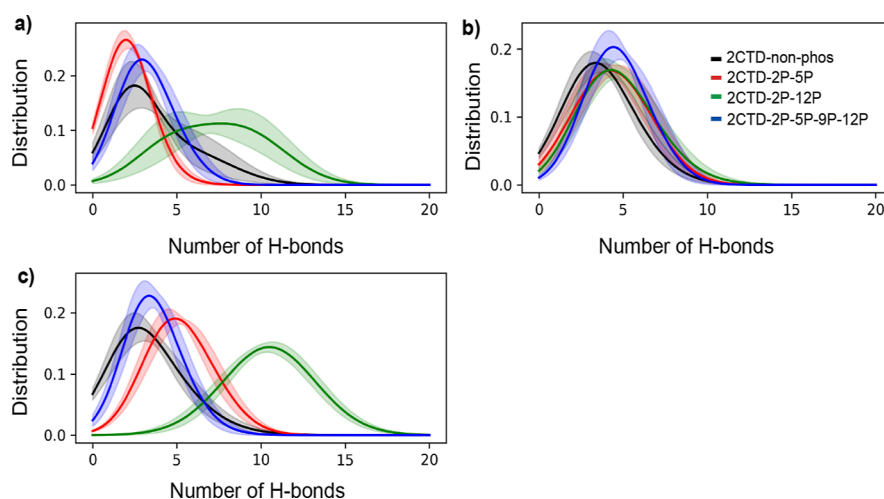 a)
Distribution
0.2
0.1
0.0
0 5 10 15 20
Number of H-bonds
b)
Distribution
0.2
0.1
0.0
0 5 10 15 20
Number of H-bonds
2CTD-non-phos
2CTD-2P-5P
2CTD-2P-12P
2CTD-2P-5P-9P-12P
c)
Distribution
0.2
0.1
0.0
0 5 10 15 20
Number of H-bonds